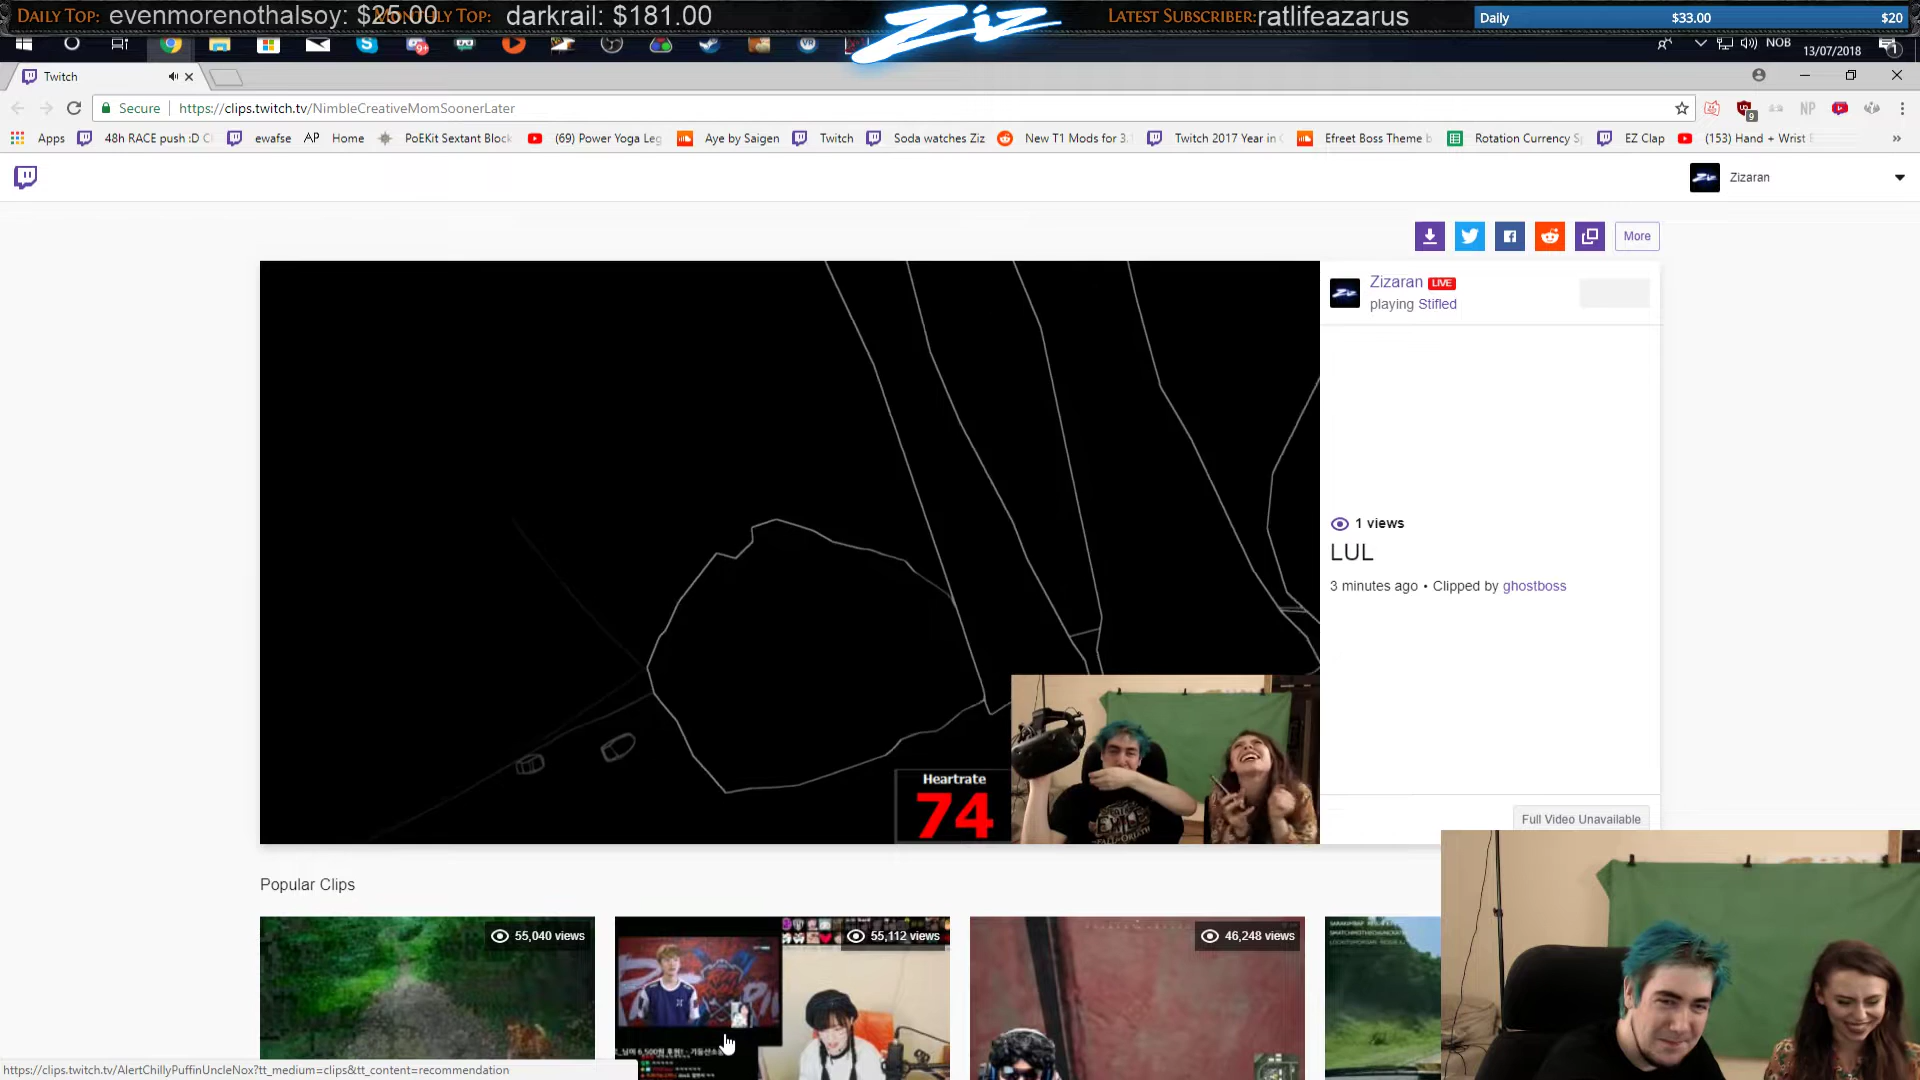 DAILY TOP: evenmorenothalsoy: $25.00 MONTHLY TOP: darkrail: $181.00 Ziz LATEST SUBSCRIBER: ratlifeazarus Daily $33.00 $20
NOB 13/07/2018
Twitch
Secure https://clips.twitch.tv/NimbleCreativeMomSoonerLater
Apps 48h RACE push :D C ewafse AP Home PoEKit Sextant Block (69) Power Yoga Leg Aye by Saigen Twitch Soda watches Ziz New T1 Mods for 3. Twitch 2017 Year in Efreet Boss Theme b Rotation Currency S EZ Clap (153) Hand + Wrist »
Zizaran
More
Zizaran LIVE
playing Stifled
1 views
LUL
3 minutes ago • Clipped by ghostboss
Heartrate
74
Full Video Unavailable
Popular Clips
55,040 views
55,112 views
46,248 views
https://clips.twitch.tv/AlertChillyPuffinUncleNox?tt_medium=clips&tt_content=recommendation